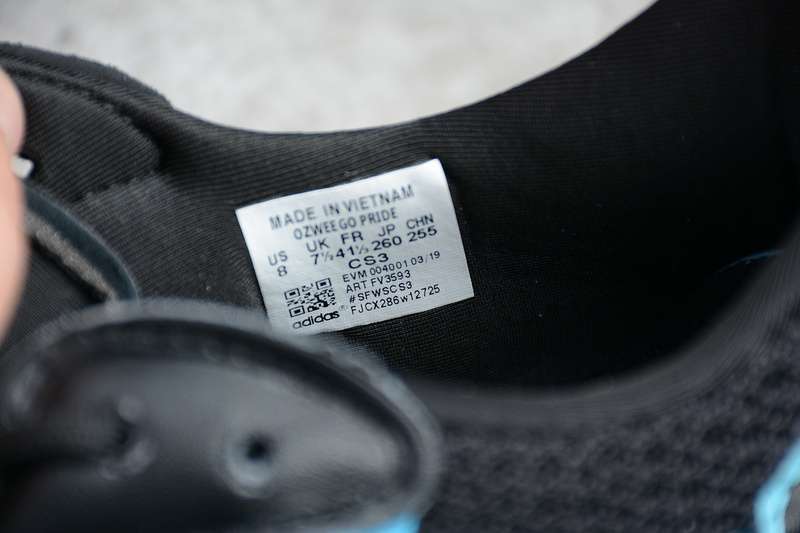 MADE IN VIETNAM
OZWEEGO PRIDE
US UK FR JP CHN
8 7½ 41⅓ 260 255
CS3
EVM 004001 03/19
ART FV3593
#SFWSCS3
adidas® FJCX286w12725